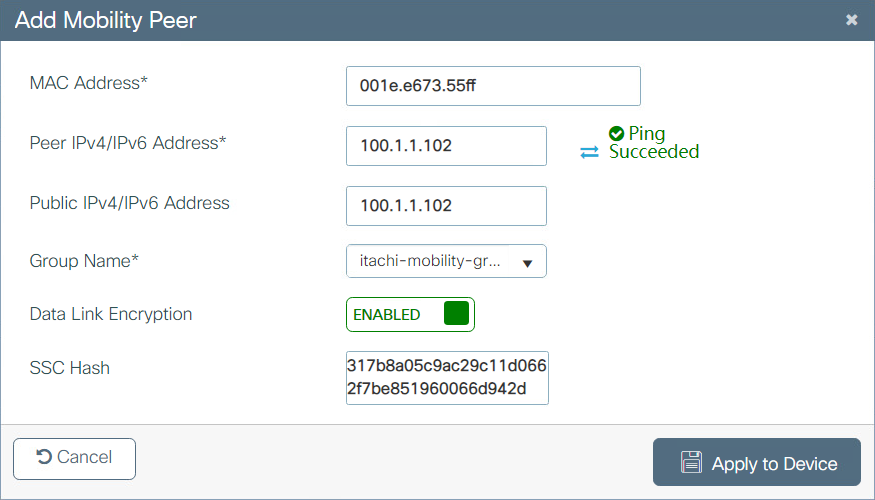 Add Mobility Peer
MAC Address*
001e.e673.55ff
Peer IPv4/IPv6 Address*
100.1.1.102
Ping
Succeeded
Public IPv4/IPv6 Address
100.1.1.102
Group Name*
itachi-mobility-gr...
Data Link Encryption
ENABLED
SSC Hash
317b8a05c9ac29c11d066
2f7be851960066d942d
Cancel
Apply to Device